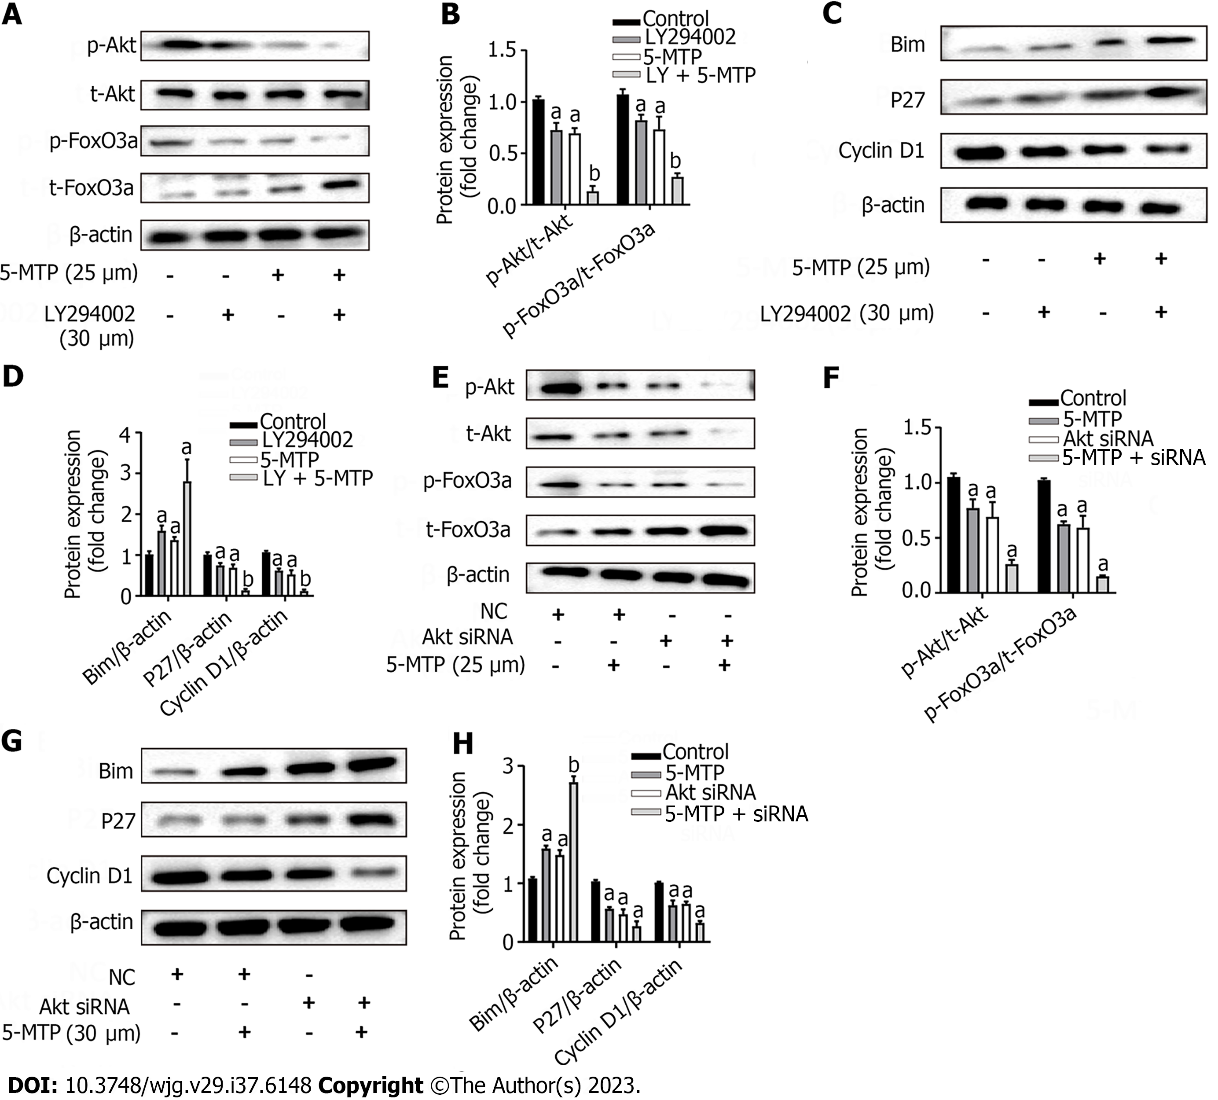 A
p-Akt
t-Akt
p-FoxO3a
t-FoxO3a
β-actin
5-MTP (25 μm) - - + +
LY294002 - + - +
(30 μm)
B
Control
LY294002
5-MTP
LY + 5-MTP
Protein expression
(fold change)
1.5
1.0
0.5
0.0
a a b
a a b
p-Akt/t-Akt
p-FoxO3a/t-FoxO3a
C
Bim
P27
Cyclin D1
β-actin
5-MTP (25 μm) - - + +
LY294002 (30 μm) - + - +
D
Control
LY294002
5-MTP
LY + 5-MTP
Protein expression
(fold change)
4
3
2
1
0
a a a
a a b
a a b
Bim/β-actin
P27/β-actin
Cyclin D1/β-actin
E
p-Akt
t-Akt
p-FoxO3a
t-FoxO3a
β-actin
NC + + - -
Akt siRNA - - + +
5-MTP (25 μm) - + - +
F
Control
5-MTP
Akt siRNA
5-MTP + siRNA
Protein expression
(fold change)
1.5
1.0
0.5
0.0
a a a
a a a
p-Akt/t-Akt
p-FoxO3a/t-FoxO3a
G
Bim
P27
Cyclin D1
β-actin
NC + + -
Akt siRNA - - + +
5-MTP (30 μm) - + - +
H
Control
5-MTP
Akt siRNA
5-MTP + siRNA
Protein expression
(fold change)
3
2
1
0
a a b
a a a
a a a
Bim/β-actin
P27/β-actin
Cyclin D1/β-actin
DOI: 10.3748/wjg.v29.i37.6148 Copyright ©The Author(s) 2023.